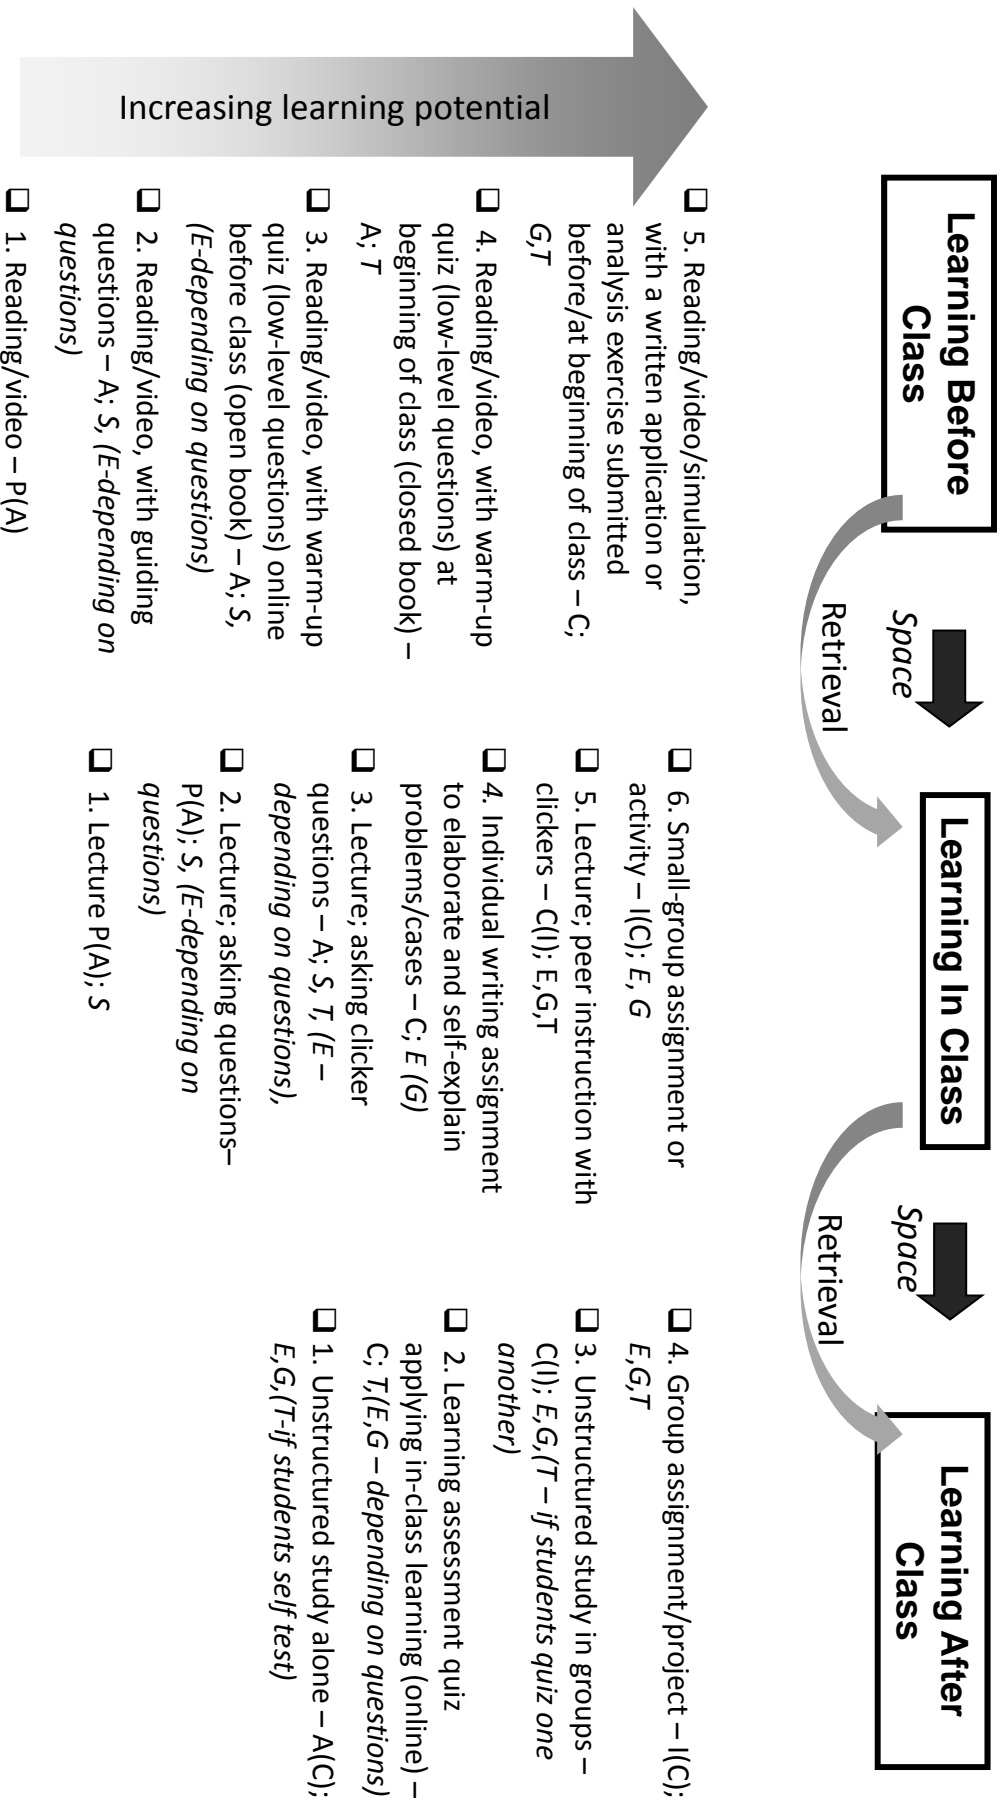 Learning Before
Class
Space
Retrieval
Learning In Class
Space
Retrieval
Learning After
Class
Increasing learning potential
❑ 5. Reading/video/simulation,
with a written application or
analysis exercise submitted
before/at beginning of class – C;
G,T
❑ 4. Reading/video, with warm-up
quiz (low-level questions) at
beginning of class (closed book) –
A; T
❑ 3. Reading/video, with warm-up
quiz (low-level questions) online
before class (open book) – A; S,
(E-depending on questions)
❑ 2. Reading/video, with guiding
questions – A; S, (E-depending on
questions)
❑ 1. Reading/video – P(A)
❑ 6. Small-group assignment or
activity – I(C); E, G
❑ 5. Lecture; peer instruction with
clickers – C(I); E,G,T
❑ 4. Individual writing assignment
to elaborate and self-explain
problems/cases – C; E (G)
❑ 3. Lecture; asking clicker
questions – A; S, T, (E –
depending on questions),
❑ 2. Lecture; asking questions–
P(A); S, (E-depending on
questions)
❑ 1. Lecture P(A); S
❑ 4. Group assignment/project – I(C);
E,G,T
❑ 3. Unstructured study in groups –
C(I); E,G,(T – if students quiz one
another)
❑ 2. Learning assessment quiz
applying in-class learning (online) –
C; T,(E,G – depending on questions)
❑ 1. Unstructured study alone – A(C);
E,G,(T-if students self test)